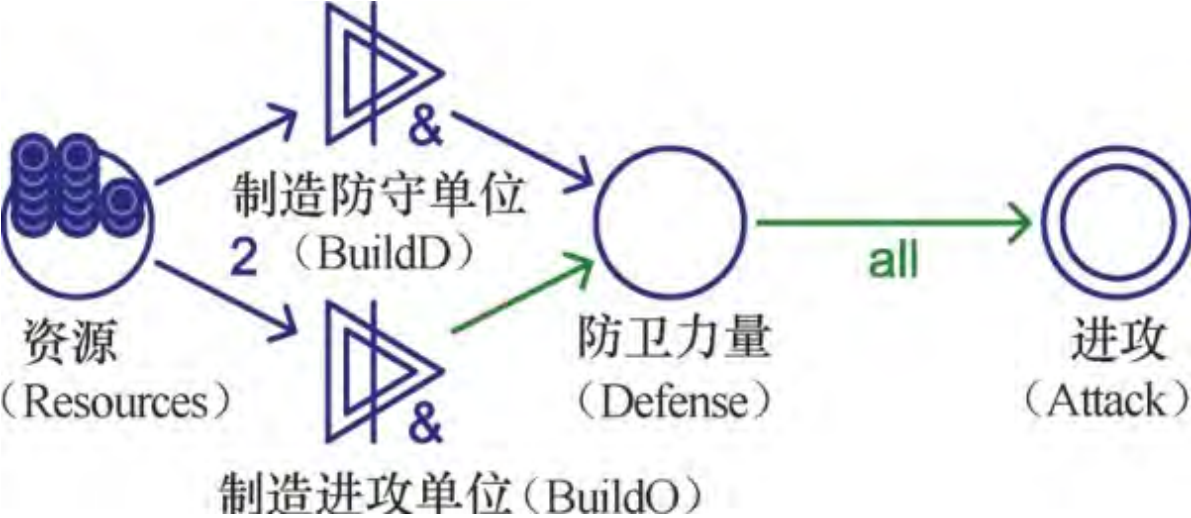 &
制造防守单位
2 （BuildD）
资源
（Resources）
&
制造进攻单位（BuildO）
防卫力量
（Defense）
all
进攻
（Attack）